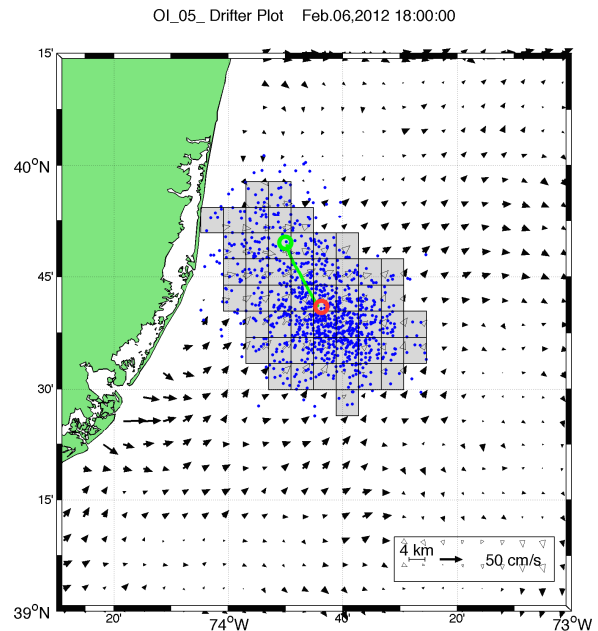 OI_05_ Drifter Plot Feb.06,2012 18:00:00
15'
40°N
45'
30'
15'
39°N
4 km
50 cm/s
20'
74°W
40'
20'
73°W